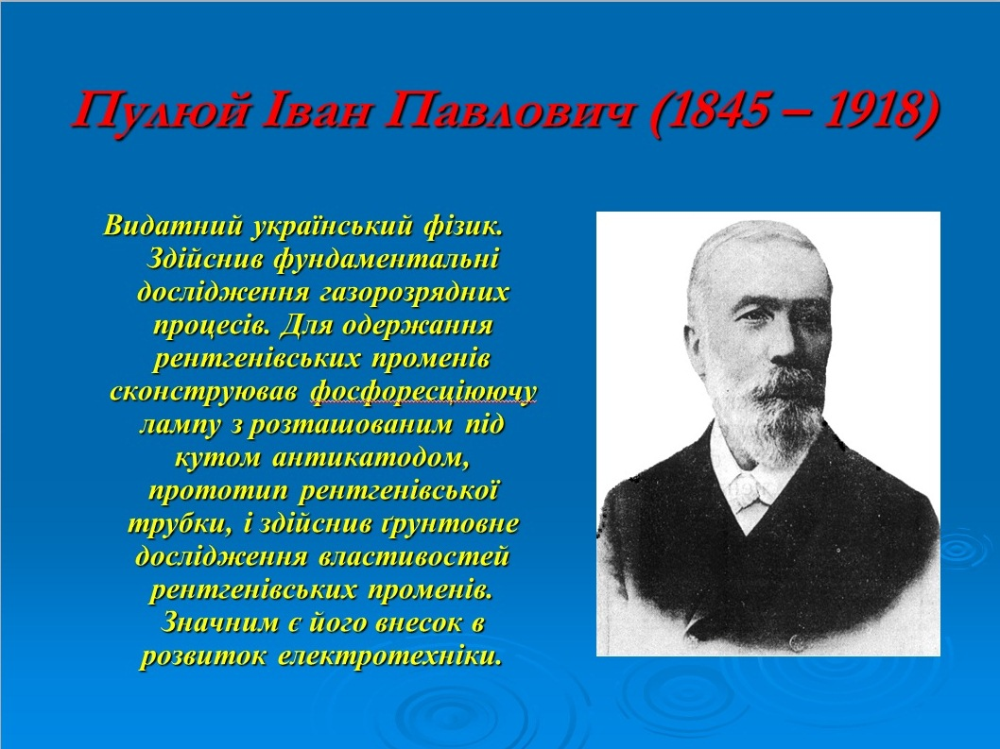 Пулюй Іван Павлович (1845 – 1918)
Видатний український фізик.
Здійснив фундаментальні
дослідження газорозрядних
процесів. Для одержання
рентгенівських променів
сконструював фосфоресціюючу
лампу з розташованим під
кутом антикатодом,
прототип рентгенівської
трубки, і здійснив ґрунтовне
дослідження властивостей
рентгенівських променів.
Значним є його внесок в
розвиток електротехніки.